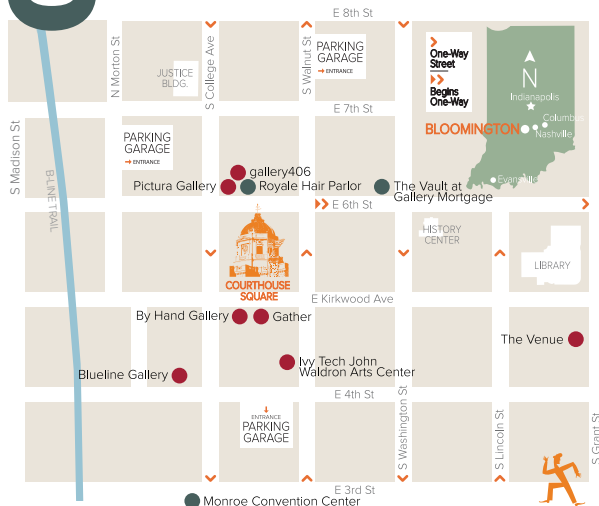 E 8th St
N Morton St
S College Ave
S Walnut St
PARKING
GARAGE
ENTRANCE
JUSTICE
BLDG.
One-Way
Street
Begins
One-Way
N
Indianapolis
Columbus
BLOOMINGTON
Nashville
Evansville
E 7th St
S Madison St
PARKING
GARAGE
ENTRANCE
B-LINE TRAIL
gallery406
Pictura Gallery
Royale Hair Parlor
The Vault at
Gallery Mortgage
E 6th St
HISTORY
CENTER
LIBRARY
COURTHOUSE
SQUARE
E Kirkwood Ave
By Hand Gallery
Gather
The Venue
Ivy Tech John
Waldron Arts Center
Blueline Gallery
E 4th St
ENTRANCE
PARKING
GARAGE
S Washington St
S Lincoln St
S Grant St
E 3rd St
Monroe Convention Center